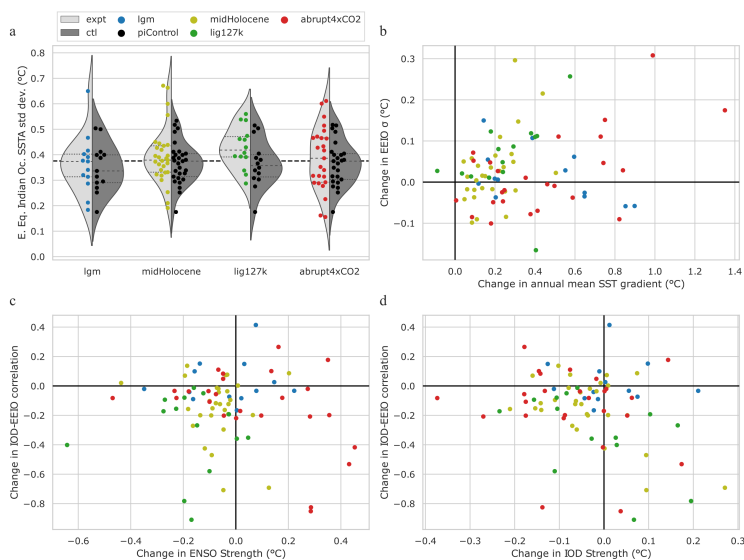 expt
lgm
midHolocene
abrupt4xCO2
ctl
piControl
lig127k
a
E. Eq. Indian Oc. SSTA std dev. (°C)
0.8
0.7
0.6
0.5
0.4
0.3
0.2
0.1
0.0
lgm
midHolocene
lig127k
abrupt4xCO2
b
Change in EEIO σ (°C)
0.3
0.2
0.1
0.0
−0.1
0.0
0.2
0.4
0.6
0.8
1.0
1.2
1.4
Change in annual mean SST gradient (°C)
c
Change in IOD-EEIO correlation
0.4
0.2
0.0
−0.2
−0.4
−0.6
−0.8
−0.6
−0.4
−0.2
0.0
0.2
0.4
Change in ENSO Strength (°C)
d
Change in IOD-EEIO correlation
0.4
0.2
0.0
−0.2
−0.4
−0.6
−0.8
−0.4
−0.3
−0.2
−0.1
0.0
0.1
0.2
0.3
Change in IOD Strength (°C)